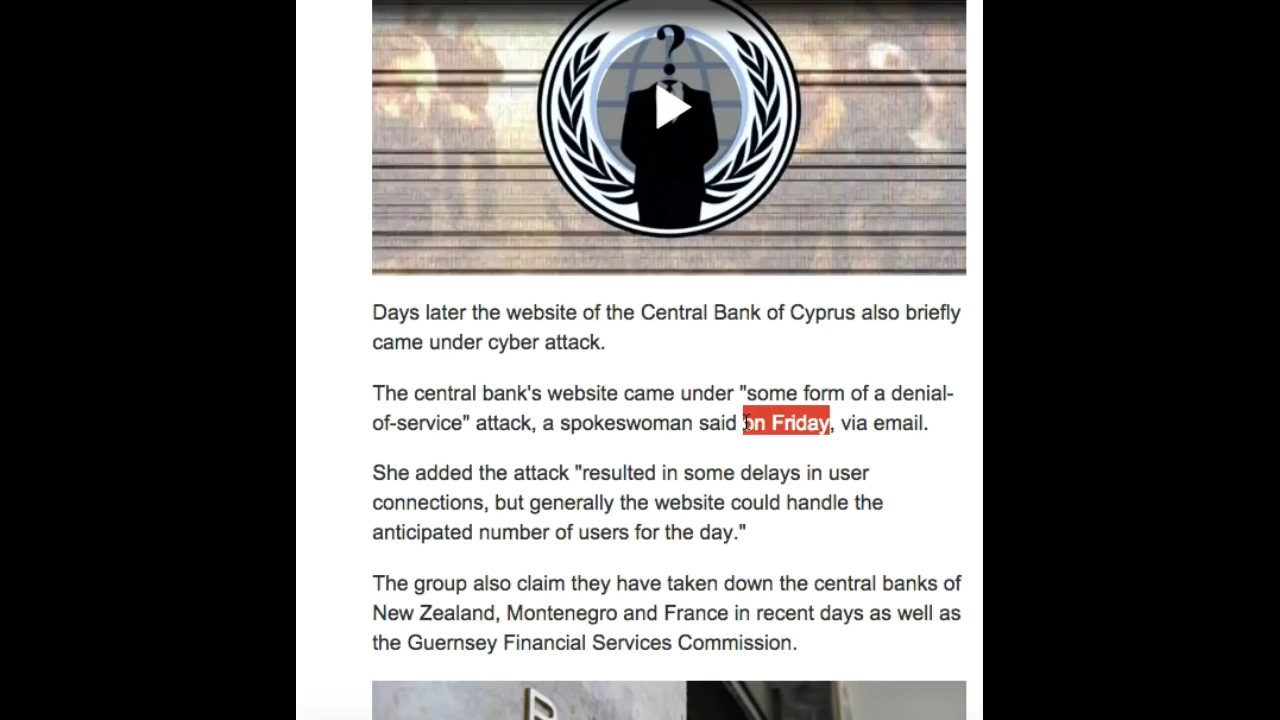 ?
Days later the website of the Central Bank of Cyprus also briefly
came under cyber attack.
The central bank's website came under "some form of a denial-
of-service" attack, a spokeswoman said on Friday, via email.
She added the attack "resulted in some delays in user
connections, but generally the website could handle the
anticipated number of users for the day."
The group also claim they have taken down the central banks of
New Zealand, Montenegro and France in recent days as well as
the Guernsey Financial Services Commission.